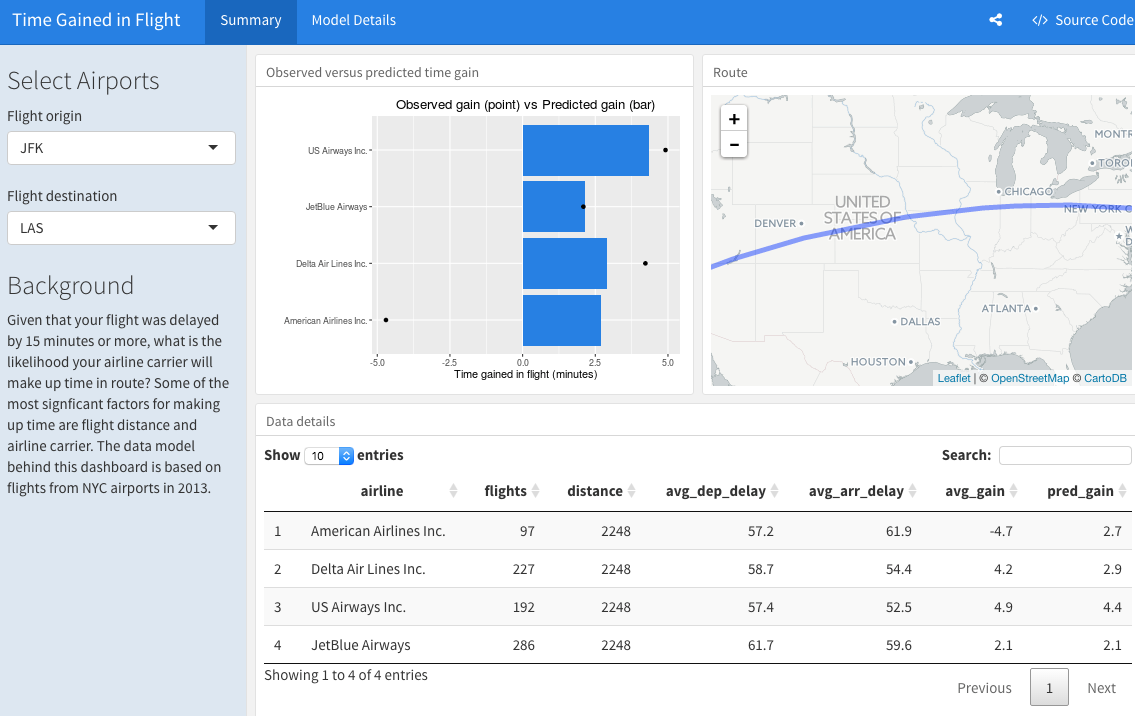 Time Gained in Flight
Summary
Model Details
</> Source Code
Select Airports
Flight origin
JFK
Flight destination
LAS
Background
Given that your flight was delayed
by 15 minutes or more, what is the
likelihood your airline carrier will
make up time in route? Some of the
most signficant factors for making
up time are flight distance and
airline carrier. The data model
behind this dashboard is based on
flights from NYC airports in 2013.
Observed versus predicted time gain
Observed gain (point) vs Predicted gain (bar)
US Airways Inc.
JetBlue Airways
Delta Air Lines Inc.
American Airlines Inc.
-5.0 -2.5 0.0 2.5 5.0
Time gained in flight (minutes)
Route
+
−
MONTR
TORO
CHICAGO
NEW YORK C
UNITED
STATES OF
AMERICA
DENVER
W
D
ATLANTA
DALLAS
HOUSTON
Leaflet | © OpenStreetMap © CartoDB
Data details
Show 10 entries
Search:
airline flights distance avg_dep_delay avg_arr_delay avg_gain pred_gain
1 American Airlines Inc. 97 2248 57.2 61.9 -4.7 2.7
2 Delta Air Lines Inc. 227 2248 58.7 54.4 4.2 2.9
3 US Airways Inc. 192 2248 57.4 52.5 4.9 4.4
4 JetBlue Airways 286 2248 61.7 59.6 2.1 2.1
Showing 1 to 4 of 4 entries
Previous 1 Next